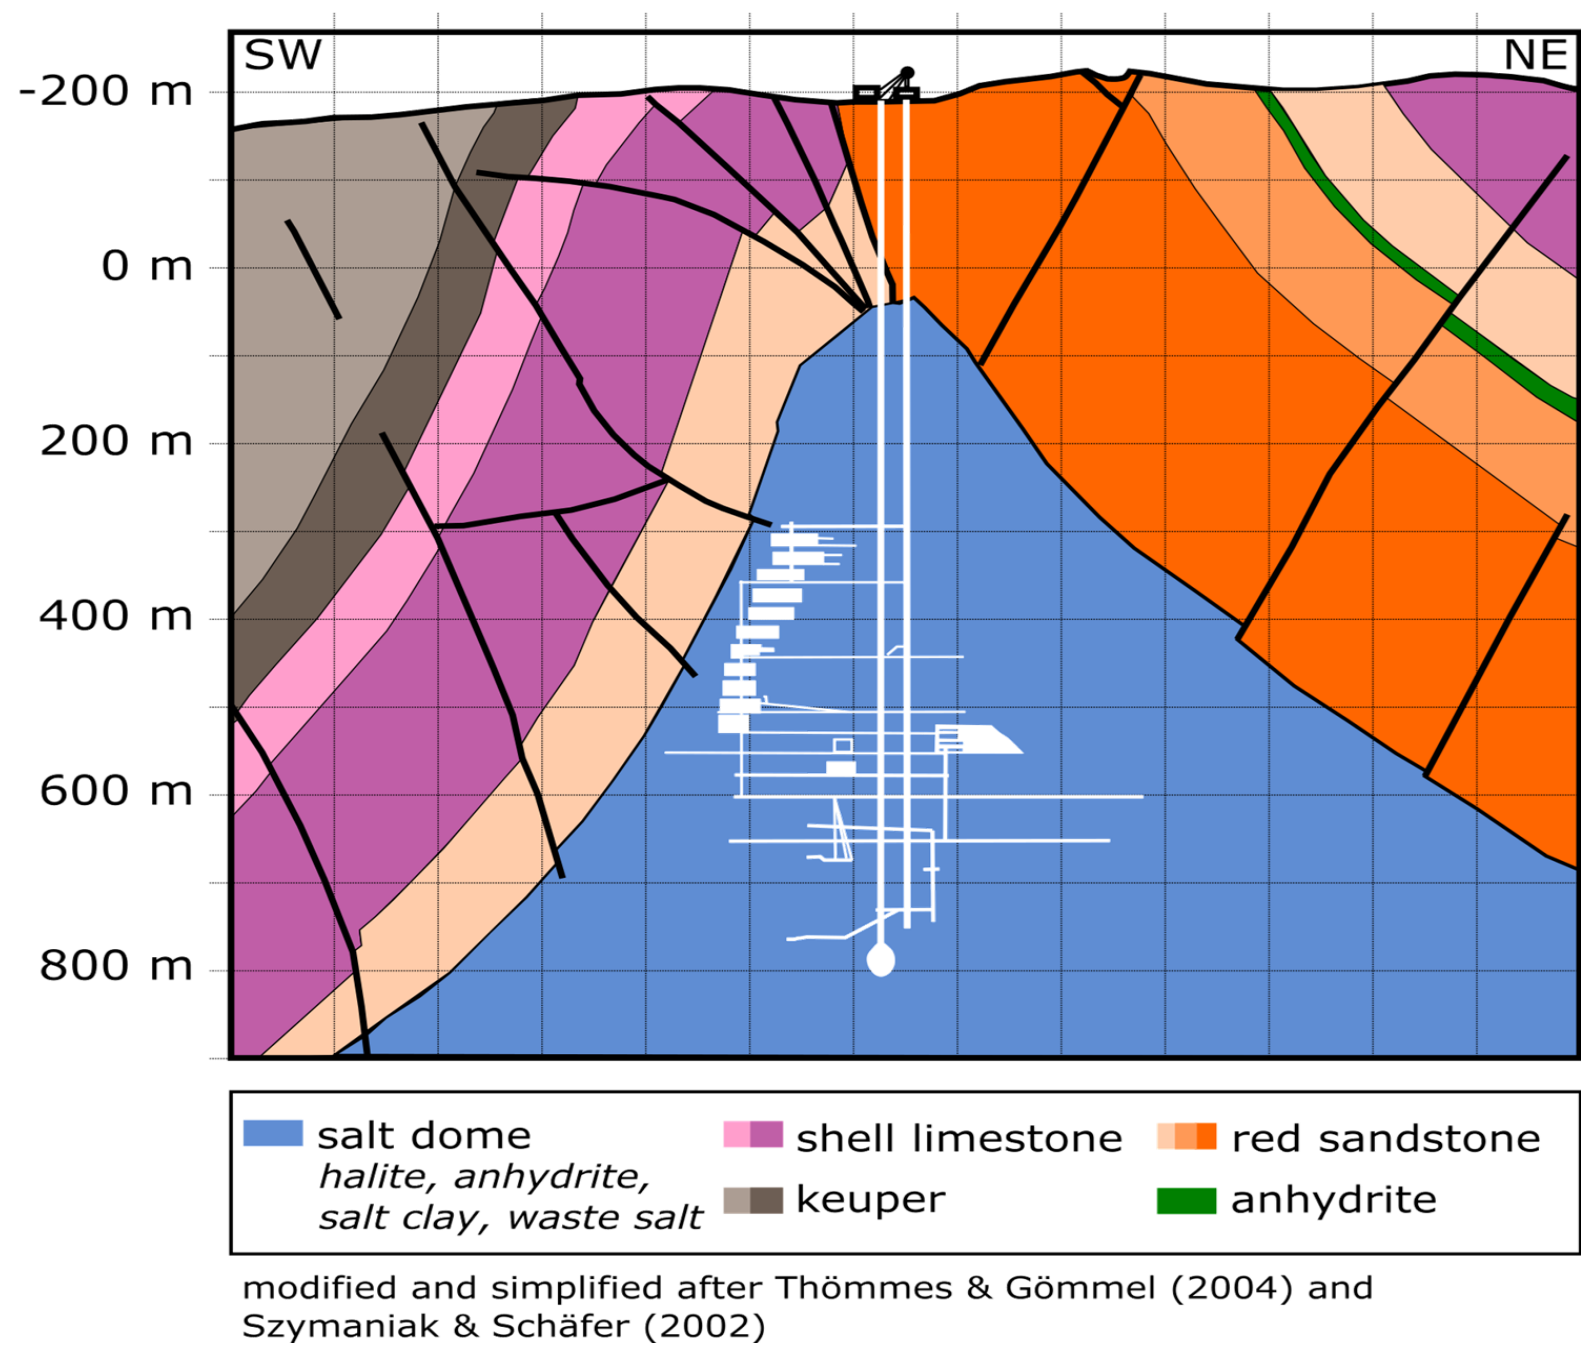 SW
NE
-200 m
0 m
200 m
400 m
600 m
800 m
salt dome
halite, anhydrite,
salt clay, waste salt
shell limestone
keuper
red sandstone
anhydrite
modified and simplified after Thömmes & Gömmel (2004) and
Szymaniak & Schäfer (2002)